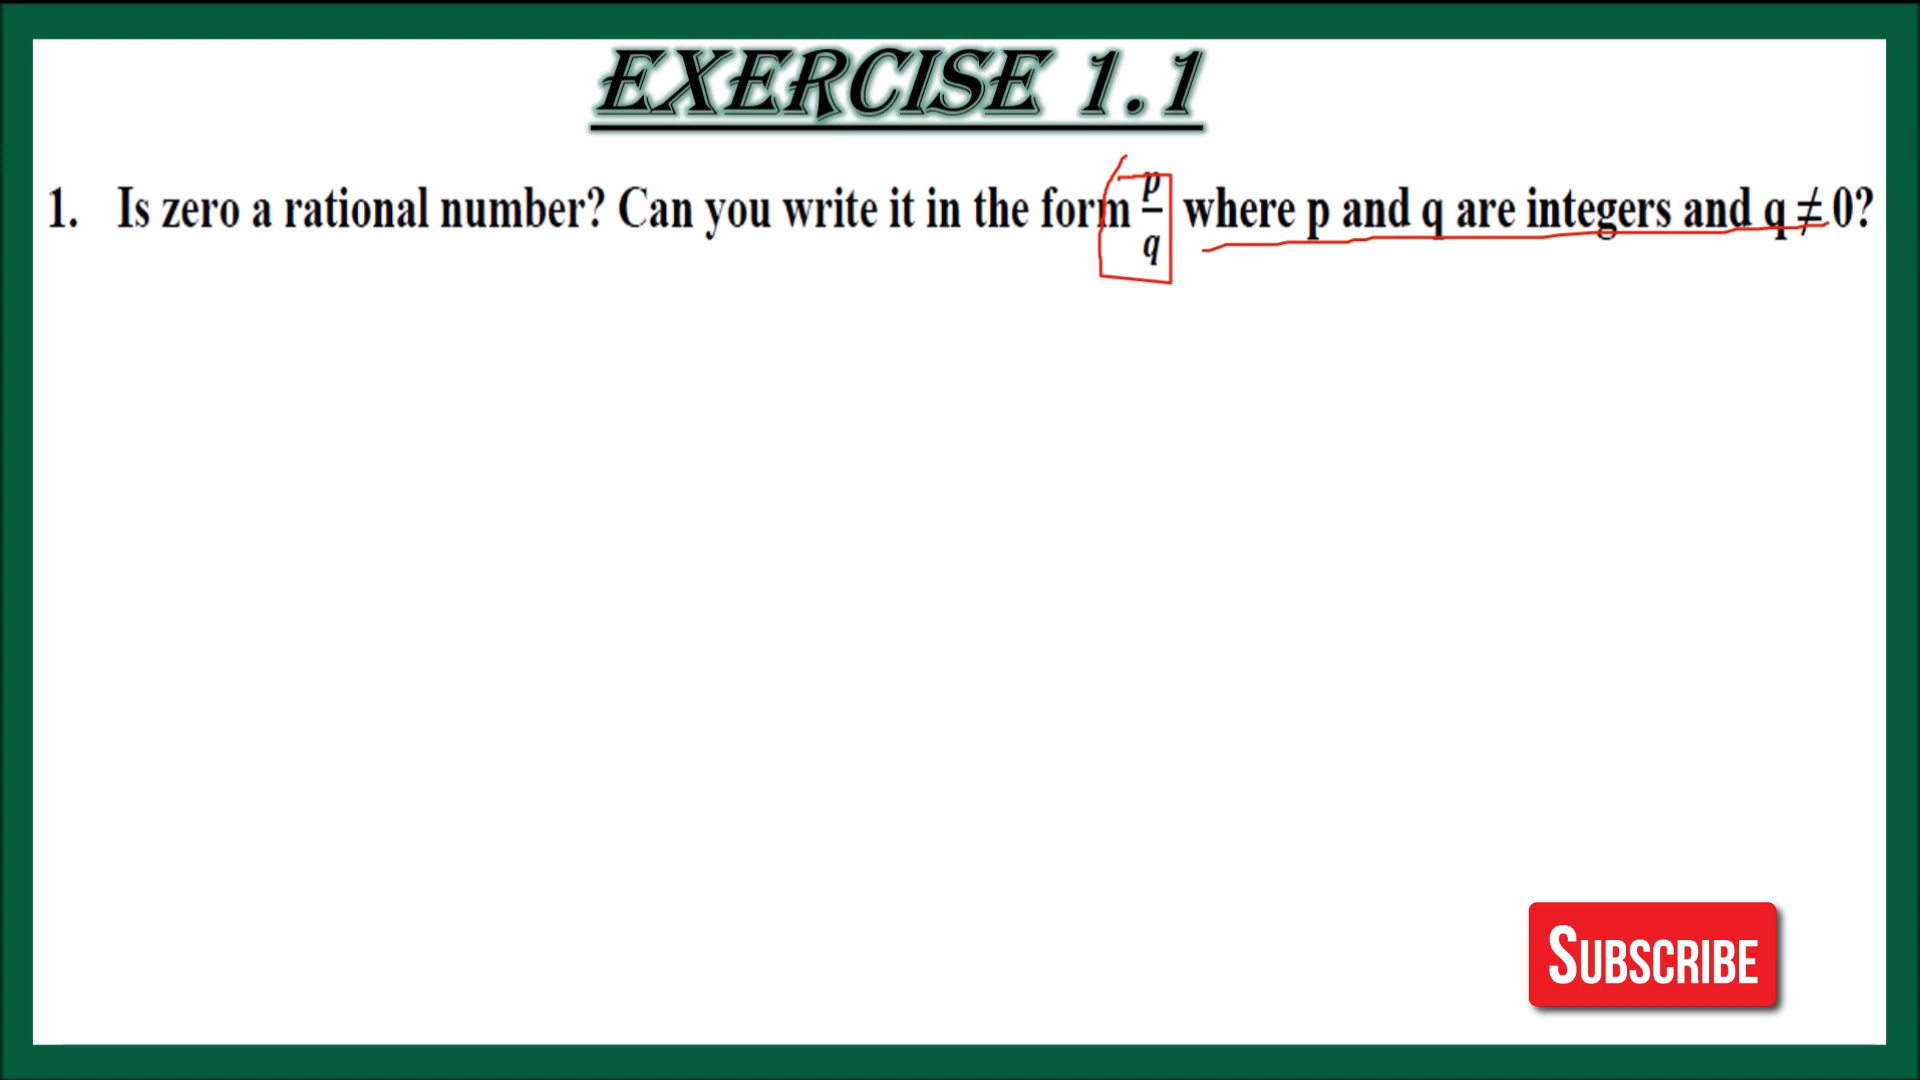 EXERCISE 1.1
1. Is zero a rational number? Can you write it in the form p/q where p and q are integers and q ≠ 0?
SUBSCRIBE